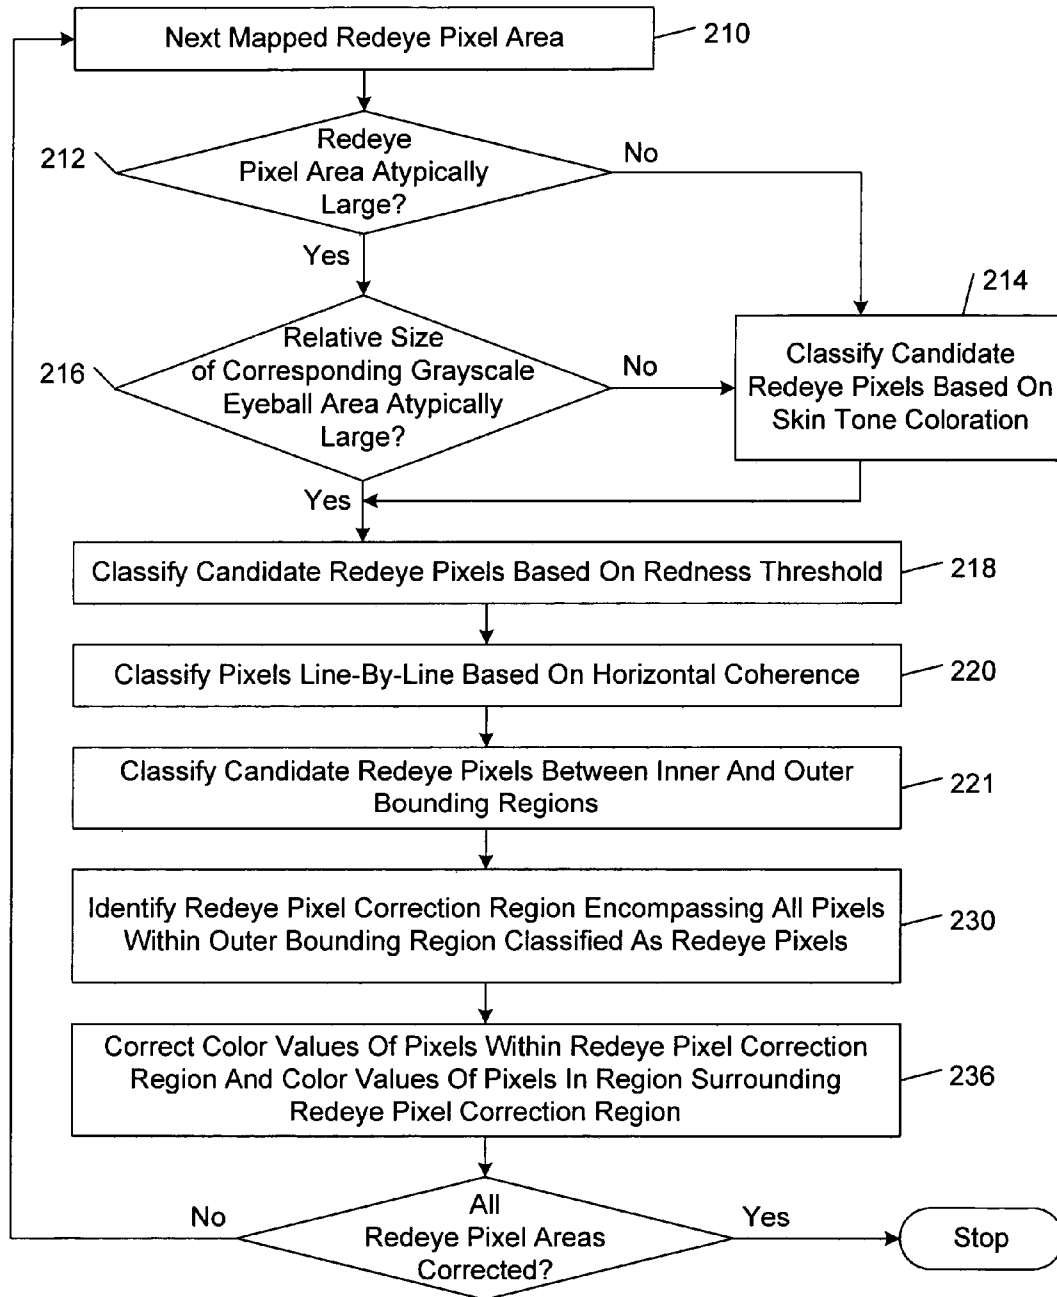 Next Mapped Redeye Pixel Area
210
Redeye
Pixel Area Atypically
Large?
212
No
Yes
214
Relative Size
of Corresponding Grayscale
Eyeball Area Atypically
Large?
216
No
Classify Candidate
Redeye Pixels Based On
Skin Tone Coloration
Yes
Classify Candidate Redeye Pixels Based On Redness Threshold
218
Classify Pixels Line-By-Line Based On Horizontal Coherence
220
Classify Candidate Redeye Pixels Between Inner And Outer
Bounding Regions
221
Identify Redeye Pixel Correction Region Encompassing All Pixels
Within Outer Bounding Region Classified As Redeye Pixels
230
Correct Color Values Of Pixels Within Redeye Pixel Correction
Region And Color Values Of Pixels In Region Surrounding
Redeye Pixel Correction Region
236
No
All
Redeye Pixel Areas
Corrected?
Yes
Stop